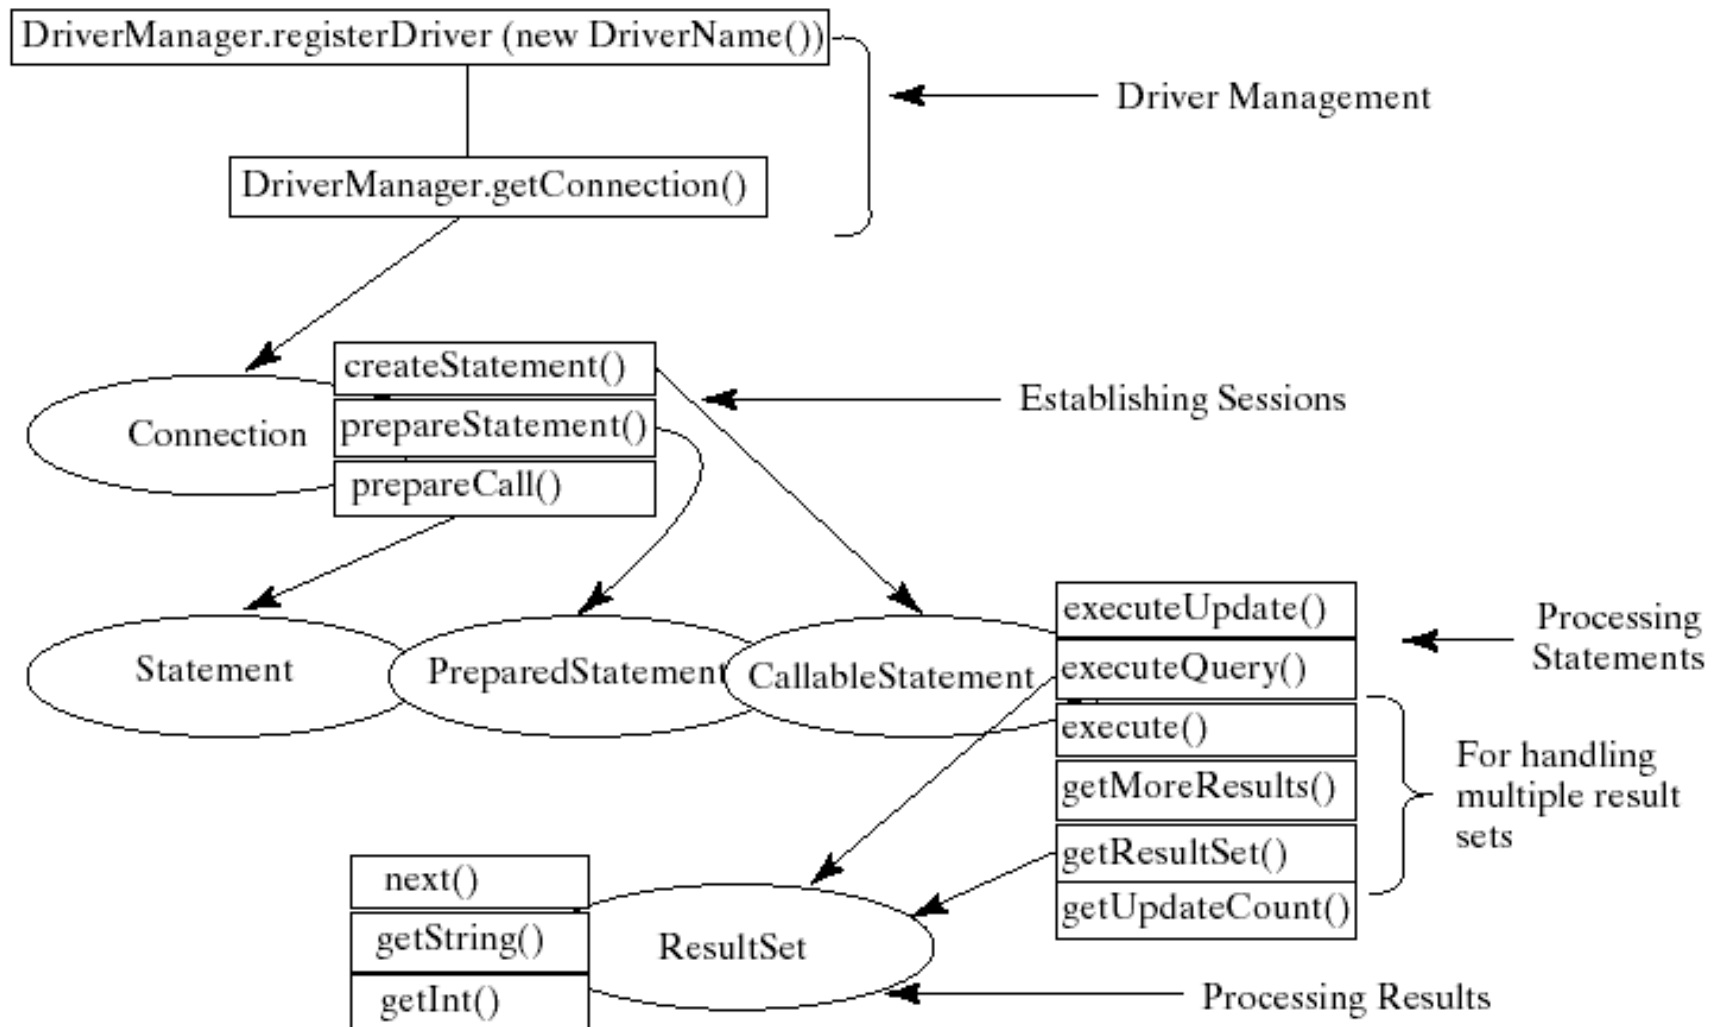 DriverManager.registerDriver (new DriverName())
Driver Management
DriverManager.getConnection()
createStatement()
Establishing Sessions
Connection
prepareStatement()
prepareCall()
executeUpdate()
Processing
Statements
Statement
PreparedStatement
CallableStatement
executeQuery()
execute()
For handling
multiple result
sets
getMoreResults()
getResultSet()
getUpdateCount()
next()
getString()
ResultSet
getInt()
Processing Results